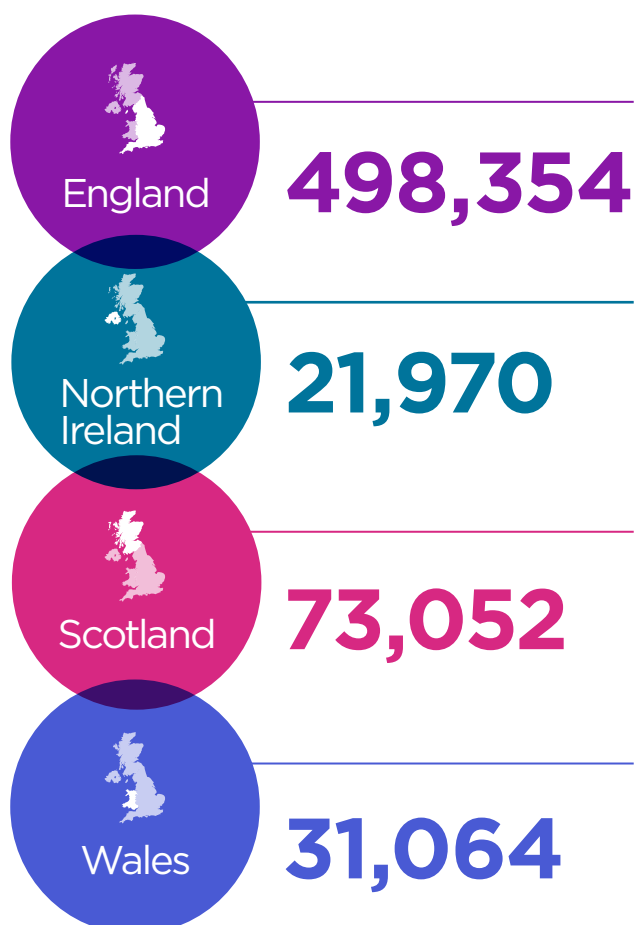 England
498,354
Northern
Ireland
21,970
Scotland
73,052
Wales
31,064